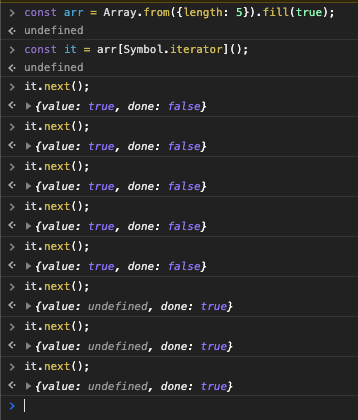 const arr = Array.from({length: 5}).fill(true);
undefined
const it = arr[Symbol.iterator]();
undefined
it.next();
{value: true, done: false}
it.next();
{value: true, done: false}
it.next();
{value: true, done: false}
it.next();
{value: true, done: false}
it.next();
{value: true, done: false}
it.next();
{value: undefined, done: true}
it.next();
{value: undefined, done: true}
it.next();
{value: undefined, done: true}